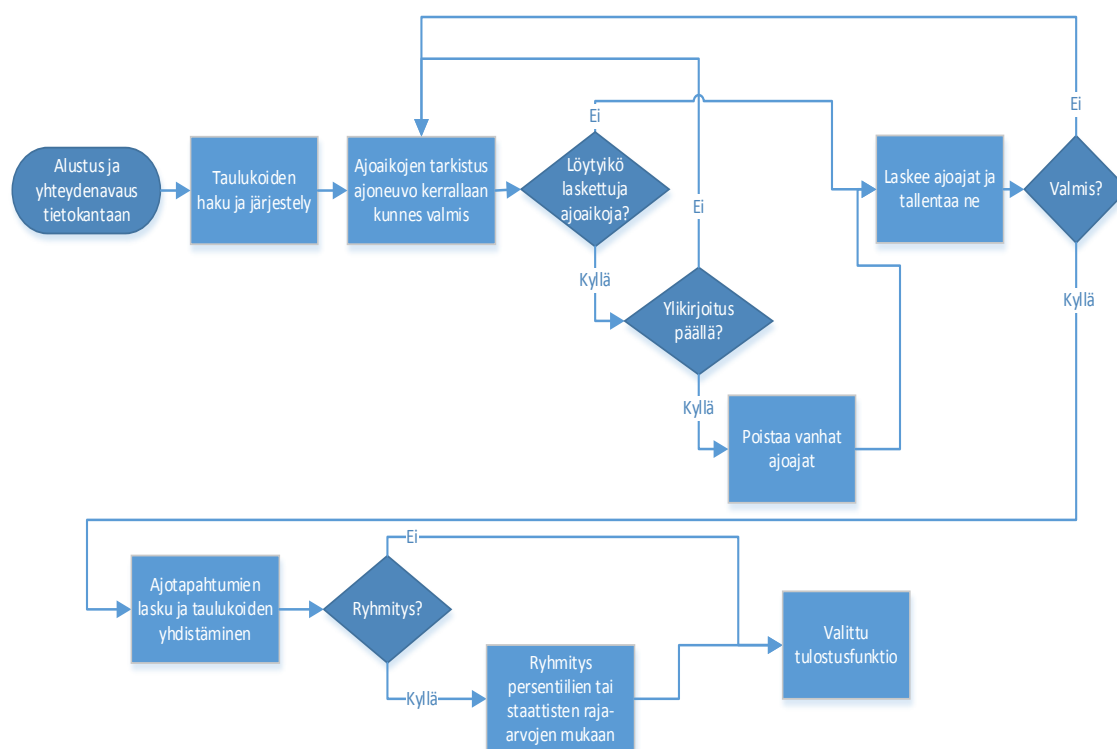 Alustus ja
yhteydenavaus
tietokantaan
Taulukoiden
haku ja järjestely
Ajoaikojen tarkistus
ajoneuvo kerrallaan
kunnes valmis
Ei
Löytyikö
laskettuja
ajoaikoja?
Kyllä
Ei
Ylikirjoitus
päällä?
Kyllä
Poistaa vanhat
ajoajat
Laskee ajoajat ja
tallentaa ne
Ei
Valmis?
Kyllä
Ajotapahtumien
lasku ja taulukoiden
yhdistäminen
Ei
Ryhmitys?
Kyllä
Ryhmitys
persentiilien tai
staattisten raja-
arvojen mukaan
Valittu
tulostusfunktio